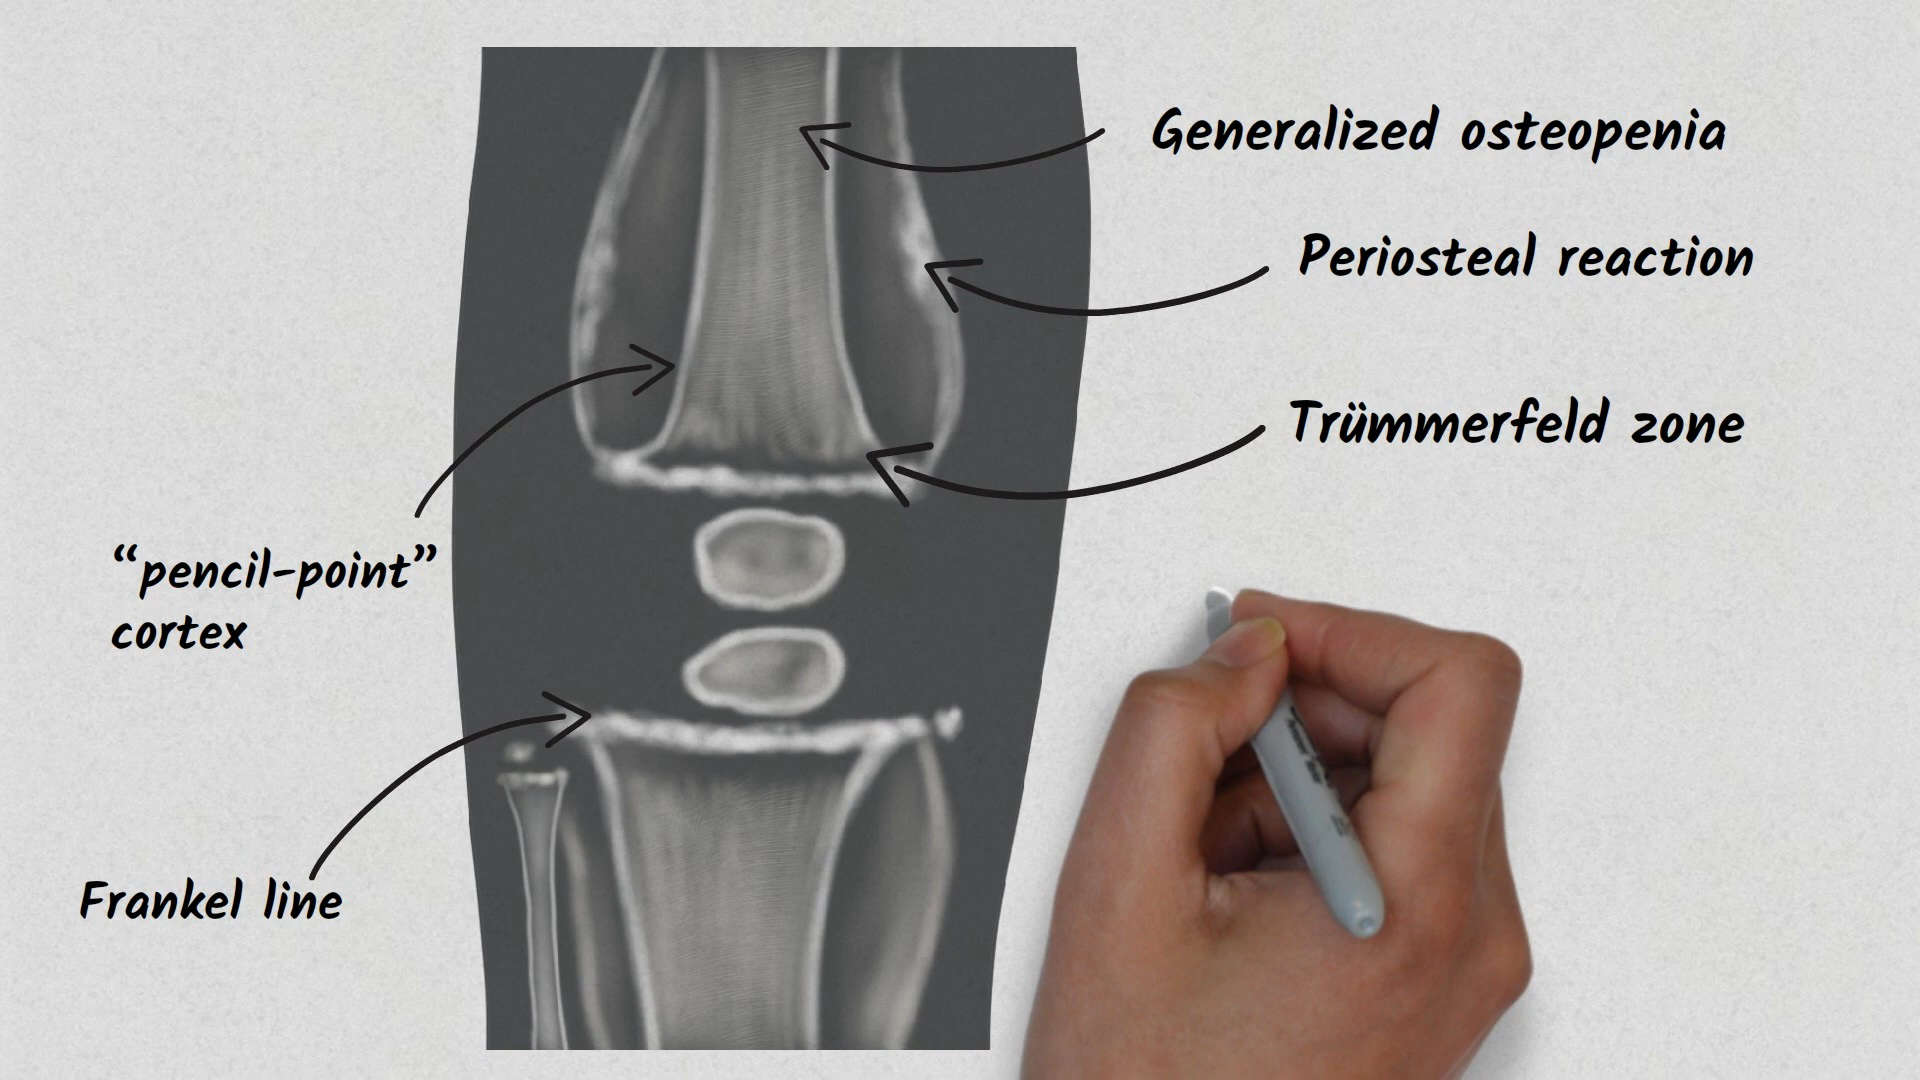 Generalized osteopenia
Periosteal reaction
Trümmerfeld zone
“pencil-point”
cortex
Frankel line